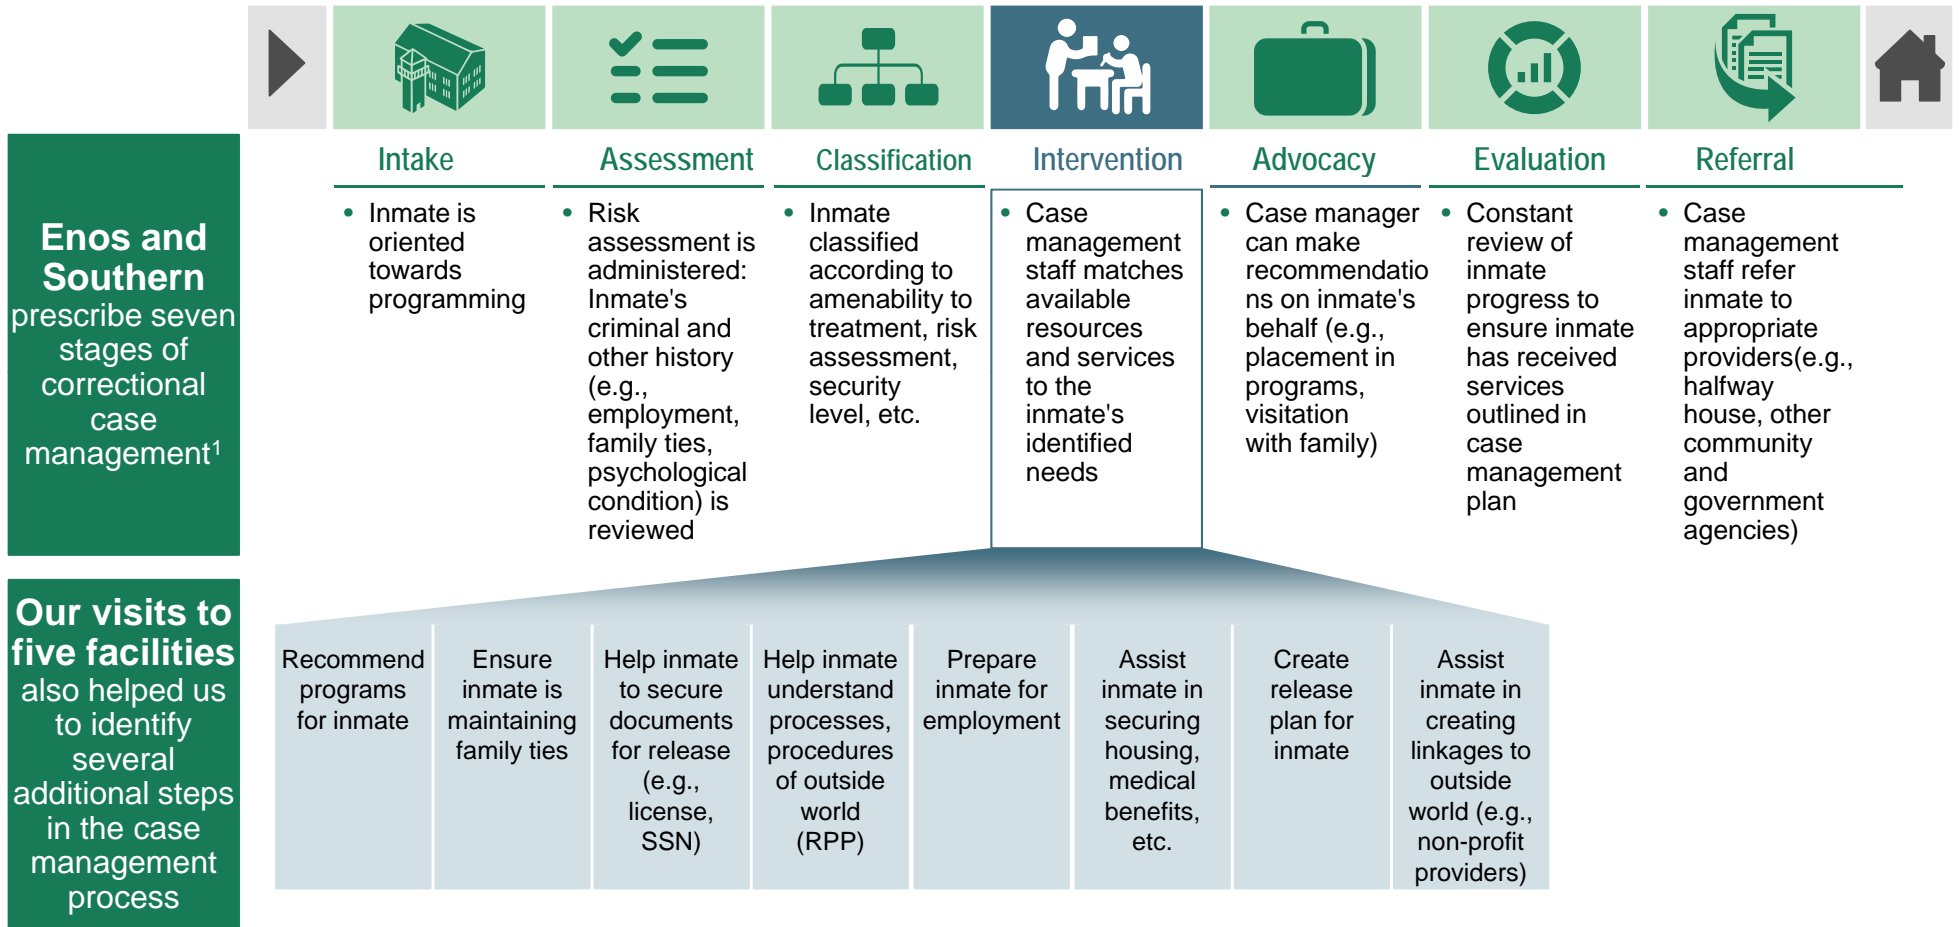 Enos and
Southern
prescribe seven
stages of
correctional
case
management1
Intake
• Inmate is
oriented
towards
programming
Assessment
• Risk
assessment is
administered:
Inmate's
criminal and
other history
(e.g.,
employment,
family ties,
psychological
condition) is
reviewed
Classification
• Inmate
classified
according to
amenability to
treatment, risk
assessment,
security
level, etc.
Intervention
• Case
management
staff matches
available
resources
and services
to the
inmate's
identified
needs
Advocacy
• Case manager
can make
recommendatio
ns on inmate's
behalf (e.g.,
placement in
programs,
visitation
with family)
Evaluation
• Constant
review of
inmate
progress to
ensure inmate
has received
services
outlined in
case
management
plan
Referral
• Case
management
staff refer
inmate to
appropriate
providers(e.g.,
halfway
house, other
community
and
government
agencies)
Our visits to
five facilities
also helped us
to identify
several
additional steps
in the case
management
process
Recommend
programs
for inmate
Ensure
inmate is
maintaining
family ties
Help inmate
to secure
documents
for release
(e.g.,
license,
SSN)
Help inmate
understand
processes,
procedures
of outside
world
(RPP)
Prepare
inmate for
employment
Assist
inmate in
securing
housing,
medical
benefits,
etc.
Create
release
plan for
inmate
Assist
inmate in
creating
linkages to
outside
world (e.g.,
non-profit
providers)